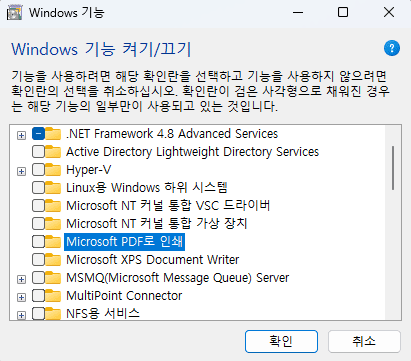 Windows 기능
Windows 기능 켜기/끄기
기능을 사용하려면 해당 확인란을 선택하고 기능을 사용하지 않으려면
확인란의 선택을 취소하십시오. 확인란이 검은 사각형으로 채워진 경우
는 해당 기능의 일부만이 사용되고 있는 것입니다.
.NET Framework 4.8 Advanced Services
Active Directory Lightweight Directory Services
Hyper-V
Linux용 Windows 하위 시스템
Microsoft NT 커널 통합 VSC 드라이버
Microsoft NT 커널 통합 가상 장치
Microsoft PDF로 인쇄
Microsoft XPS Document Writer
MSMQ(Microsoft Message Queue) Server
MultiPoint Connector
NFS용 서비스
확인
취소